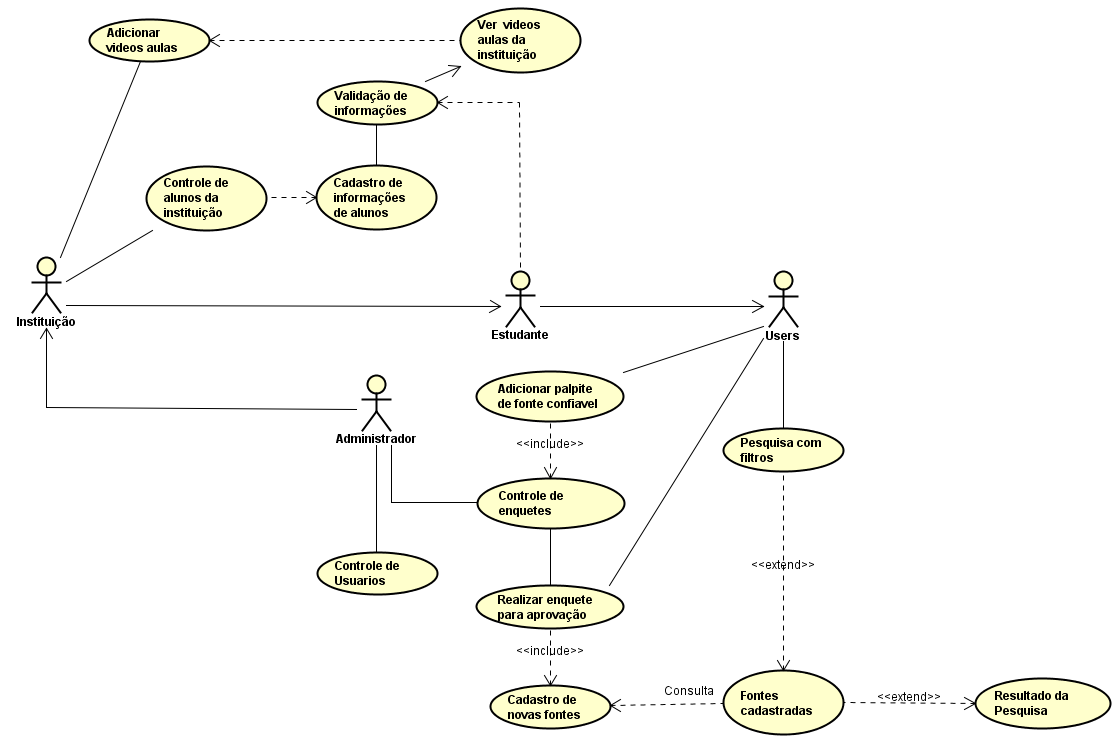 Adicionar
videos aulas
Ver videos
aulas da
instituição
Validação de
informações
Controle de
alunos da
instituição
Cadastro de
informações
de alunos
Instituição
Estudante
Users
Administrador
Adicionar palpite
de fonte confiavel
<<include>>
Pesquisa com
filtros
Controle de
enquetes
<<extend>>
Controle de
Usuarios
Realizar enquete
para aprovação
<<include>>
Cadastro de
novas fontes
Consulta
Fontes
cadastradas
<<extend>>
Resultado da
Pesquisa